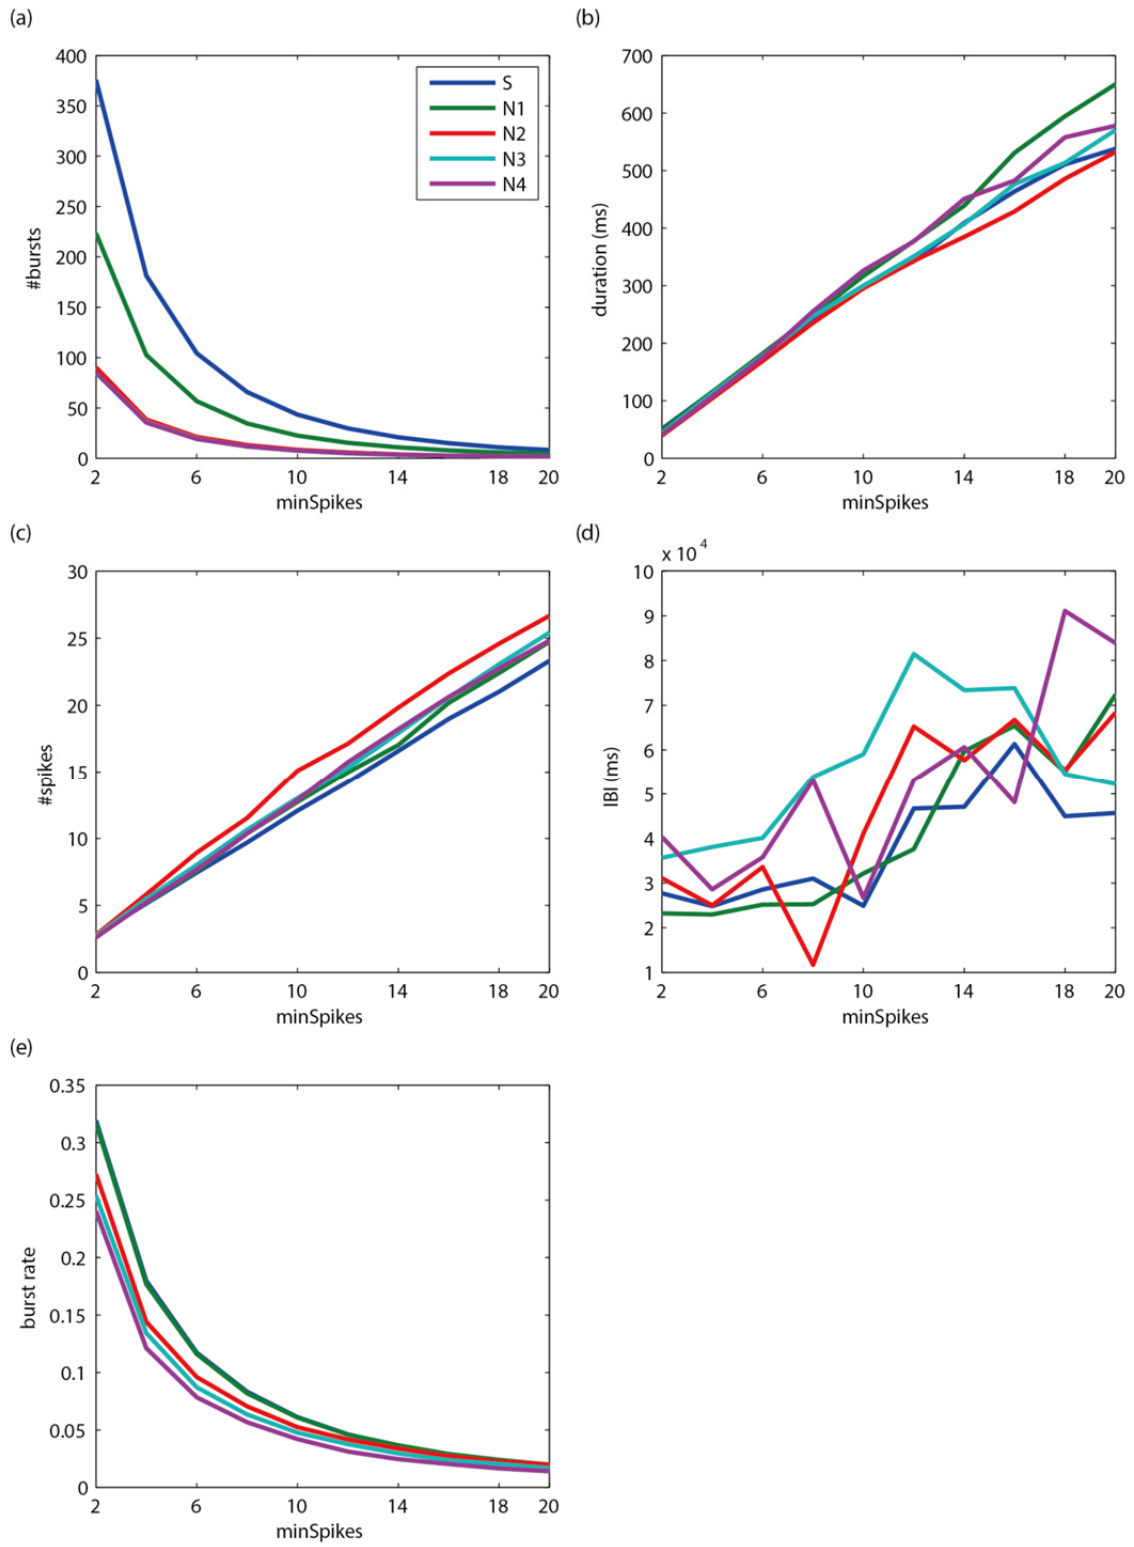 (a)
400
350
300
250
200
150
100
50
0
#bursts
2 6 10 14 18 20
minSpikes
S
N1
N2
N3
N4
(b)
700
600
500
400
300
200
100
0
duration (ms)
2 6 10 14 18 20
minSpikes
(c)
30
25
20
15
10
5
0
#spikes
2 6 10 14 18 20
minSpikes
(d)
x 10 4
10
9
8
7
6
5
4
3
2
1
IBI (ms)
2 6 10 14 18 20
minSpikes
(e)
0.35
0.3
0.25
0.2
0.15
0.1
0.05
0
burst rate
2 6 10 14 18 20
minSpikes